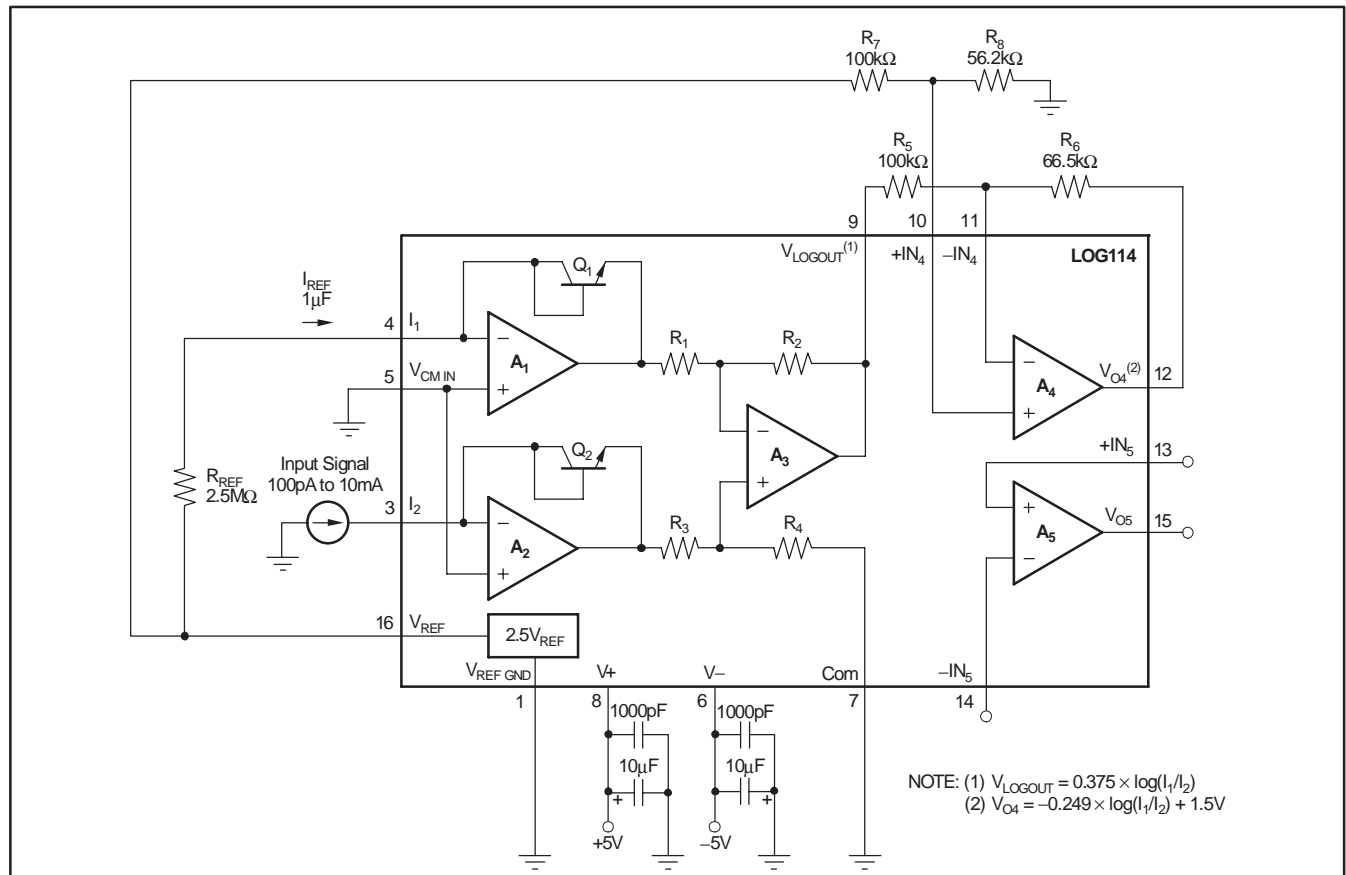 R7
100kΩ
R8
56.2kΩ
R5
100kΩ
R6
66.5kΩ
9
10
11
VLOGOUT(1)
+IN4
−IN4
LOG114
Q1
IREF
1µF
4
I1
R1
R2
A1
5
VCM IN
A4
VO4(2)
12
A3
+IN5
13
Q2
RREF
2.5MΩ
Input Signal
100pA to 10mA
3
I2
R3
R4
A2
A5
VO5
15
16
VREF
2.5VREF
VREF GND
V+
V−
Com
−IN5
1
8
6
7
14
1000pF
1000pF
10µF
10µF
+5V
−5V
NOTE: (1) VLOGOUT = 0.375 × log(I1/I2)
(2) VO4 = −0.249 × log(I1/I2) + 1.5V